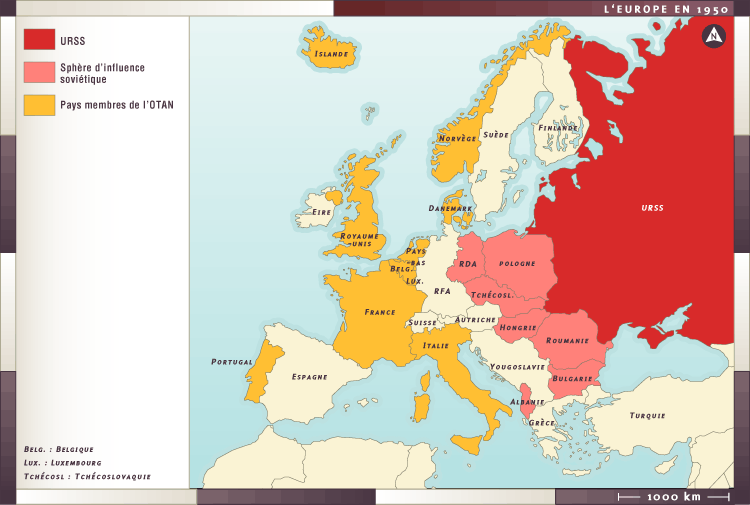 L'EUROPE EN 1950
N
URSS
Sphère d'influence
soviétique
Pays membres de l'OTAN
ISLANDE
NORVÈGE
SUÈDE
FINLANDE
URSS
EIRE
ROYAUME
-UNIS
DANEMARK
PAYS
-BAS
BELG.
LUX.
RDA
POLOGNE
RFA
TCHÉCOSL.
FRANCE
SUISSE
AUTRICHE
HONGRIE
ROUMANIE
ITALIE
YOUGOSLAVIE
BULGARIE
PORTUGAL
ESPAGNE
ALBANIE
GRÈCE
TURQUIE
BELG. : BELGIQUE
LUX. : LUXEMBOURG
TCHÉCOSL : TCHÉCOSLOVAQUIE
1000 km